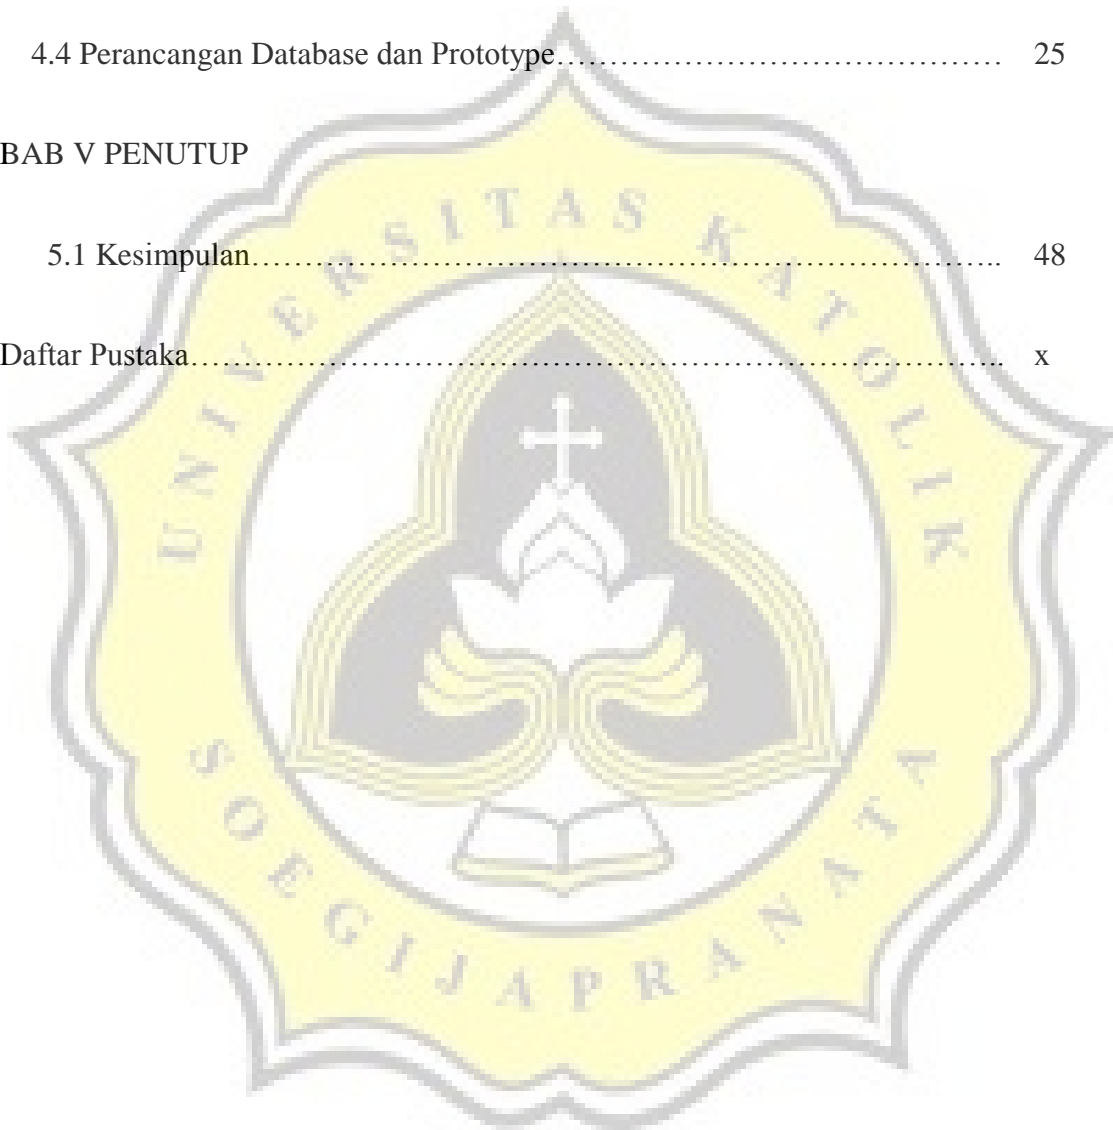 4.4 Perancangan Database dan Prototype…………………………………… 25
BAB V PENUTUP
5.1 Kesimpulan……………………………………………………………….. 48
Daftar Pustaka…………………………………………………………………….. x
UNIVERSITAS KATOLIK
SOEGIJAPRANATA